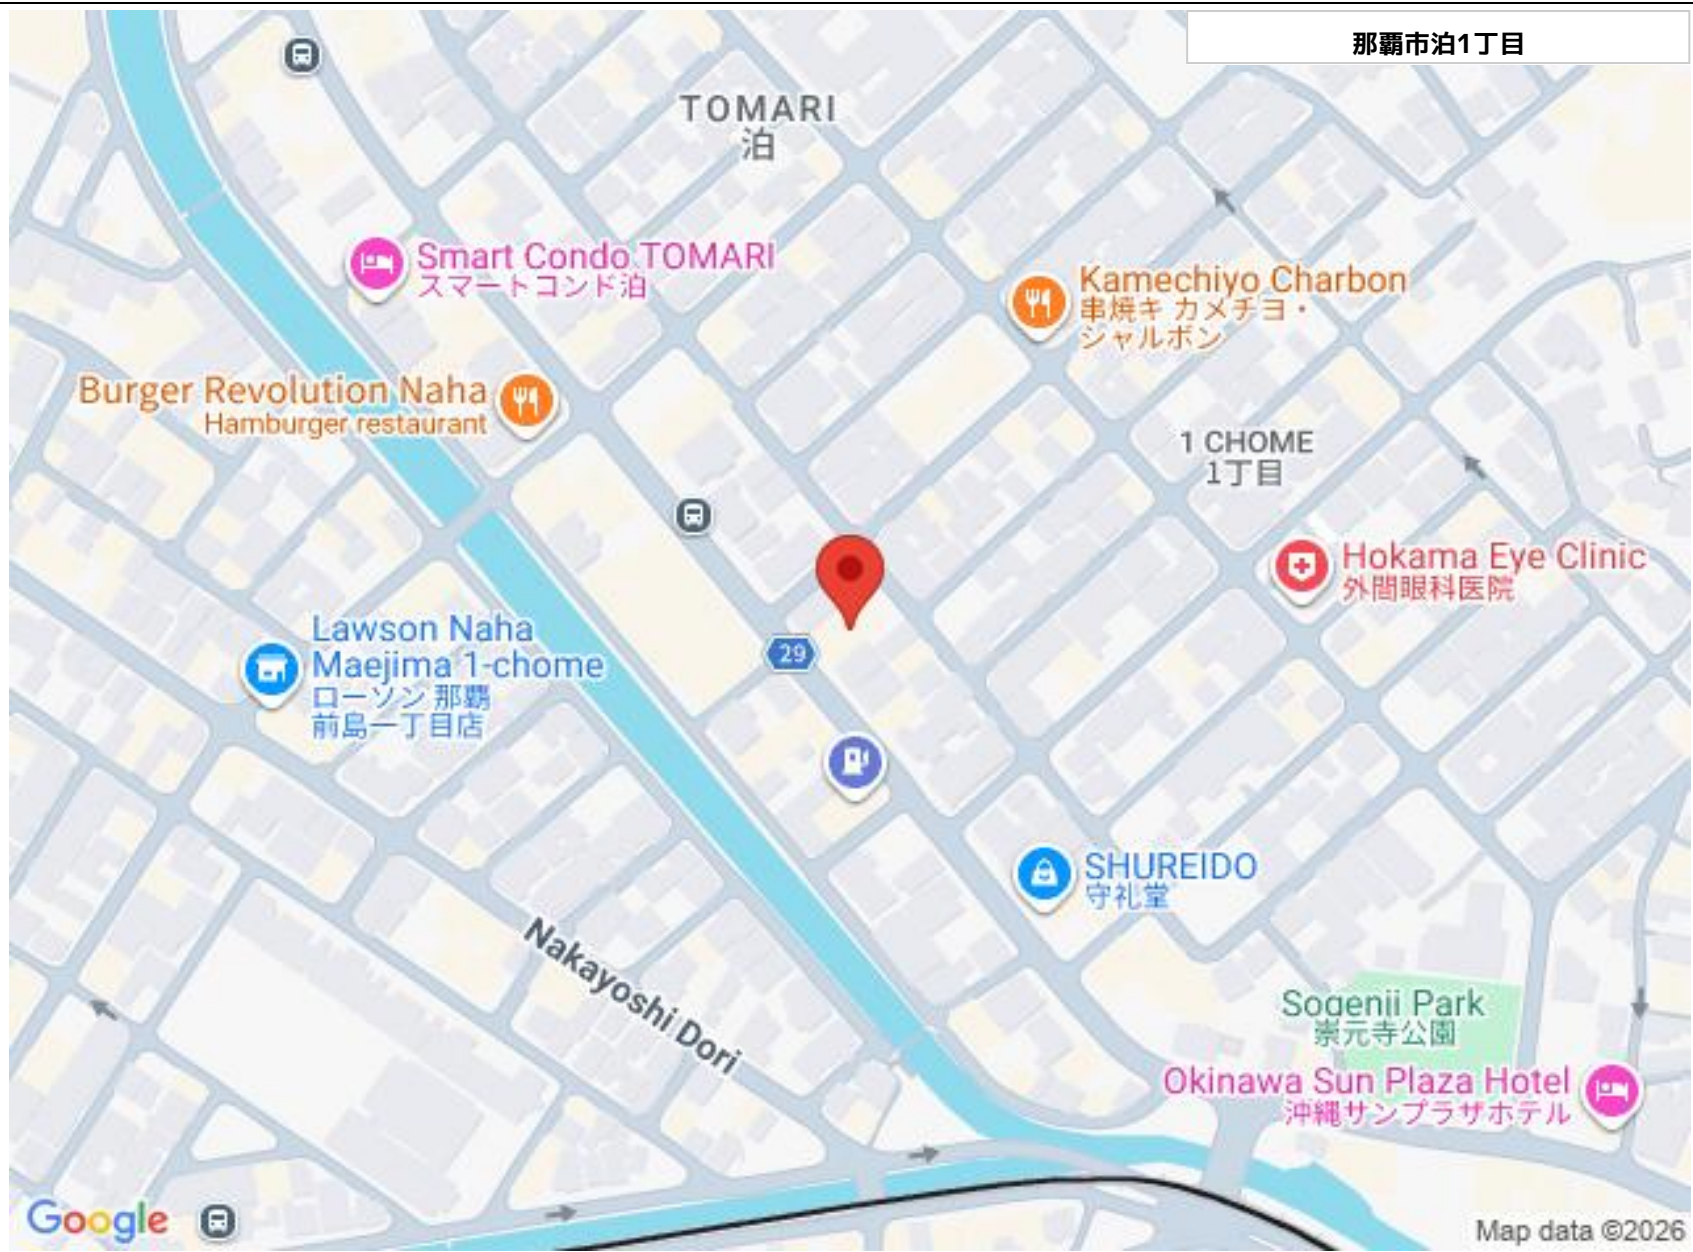 那覇市泊1丁目
TOMARI
泊
Smart Condo TOMARI
スマートコンド泊
Kamechiyo Charbon
串焼キ カメチヨ・
シャルボン
Burger Revolution Naha
Hamburger restaurant
1 CHOME
1丁目
Hokama Eye Clinic
外間眼科医院
Lawson Naha
Maejima 1-chome
ローソン 那覇
前島一丁目店
29
SHUREIDO
守礼堂
Nakayoshi Dori
Sogenji Park
崇元寺公園
Okinawa Sun Plaza Hotel
沖縄サンプラザホテル
Google
Map data ©2026